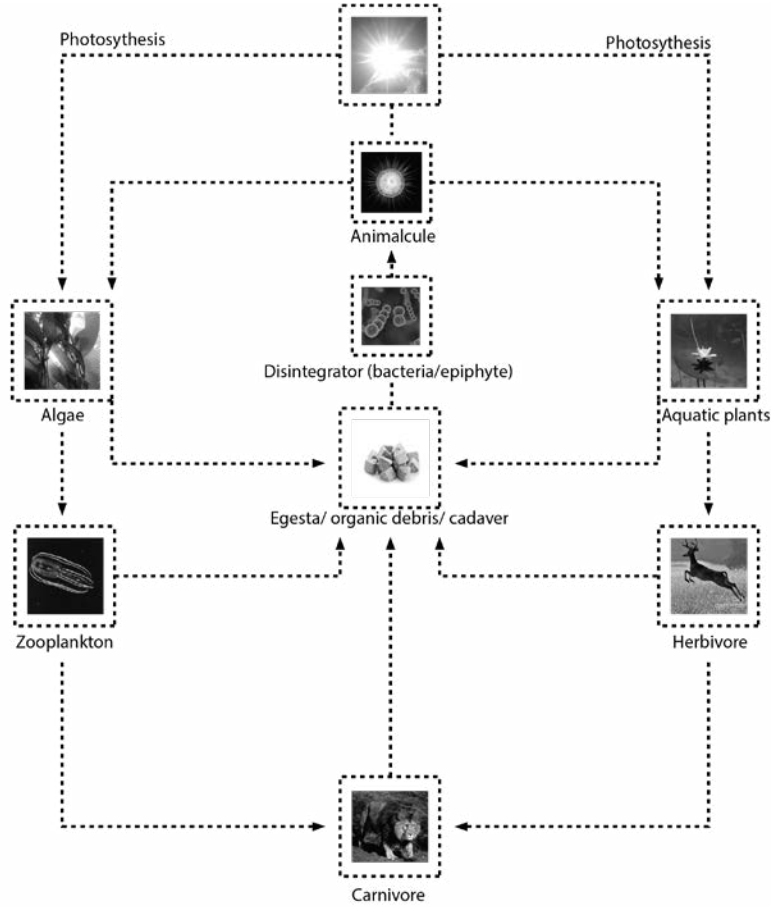 Photosythesis
Photosythesis
Animalcule
Disintegrator (bacteria/epiphyte)
Algae
Aquatic plants
Egesta/ organic debris/ cadaver
Zooplankton
Herbivore
Carnivore